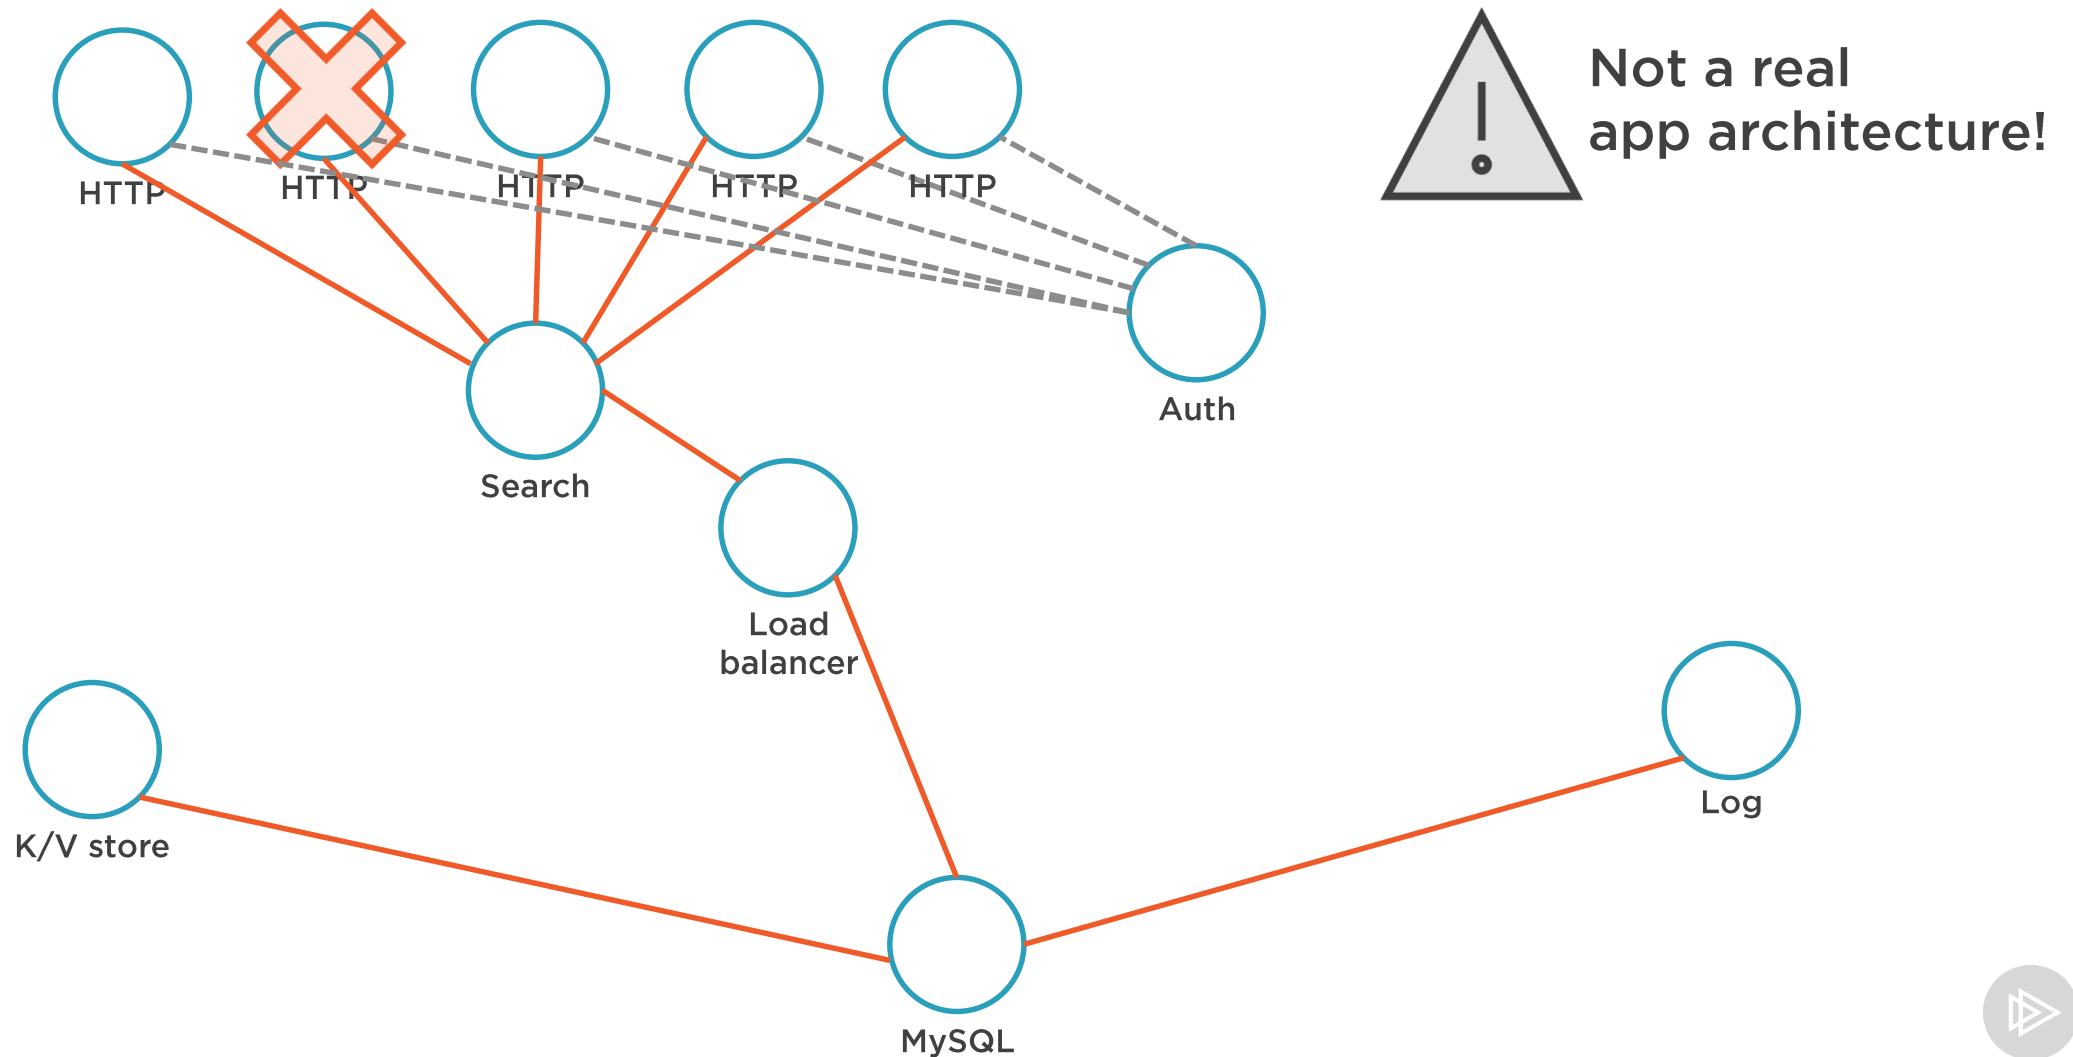 Not a real
app architecture!
HTTP
HTTP
HTTP
HTTP
HTTP
Auth
Search
Load
balancer
Log
K/V store
MySQL